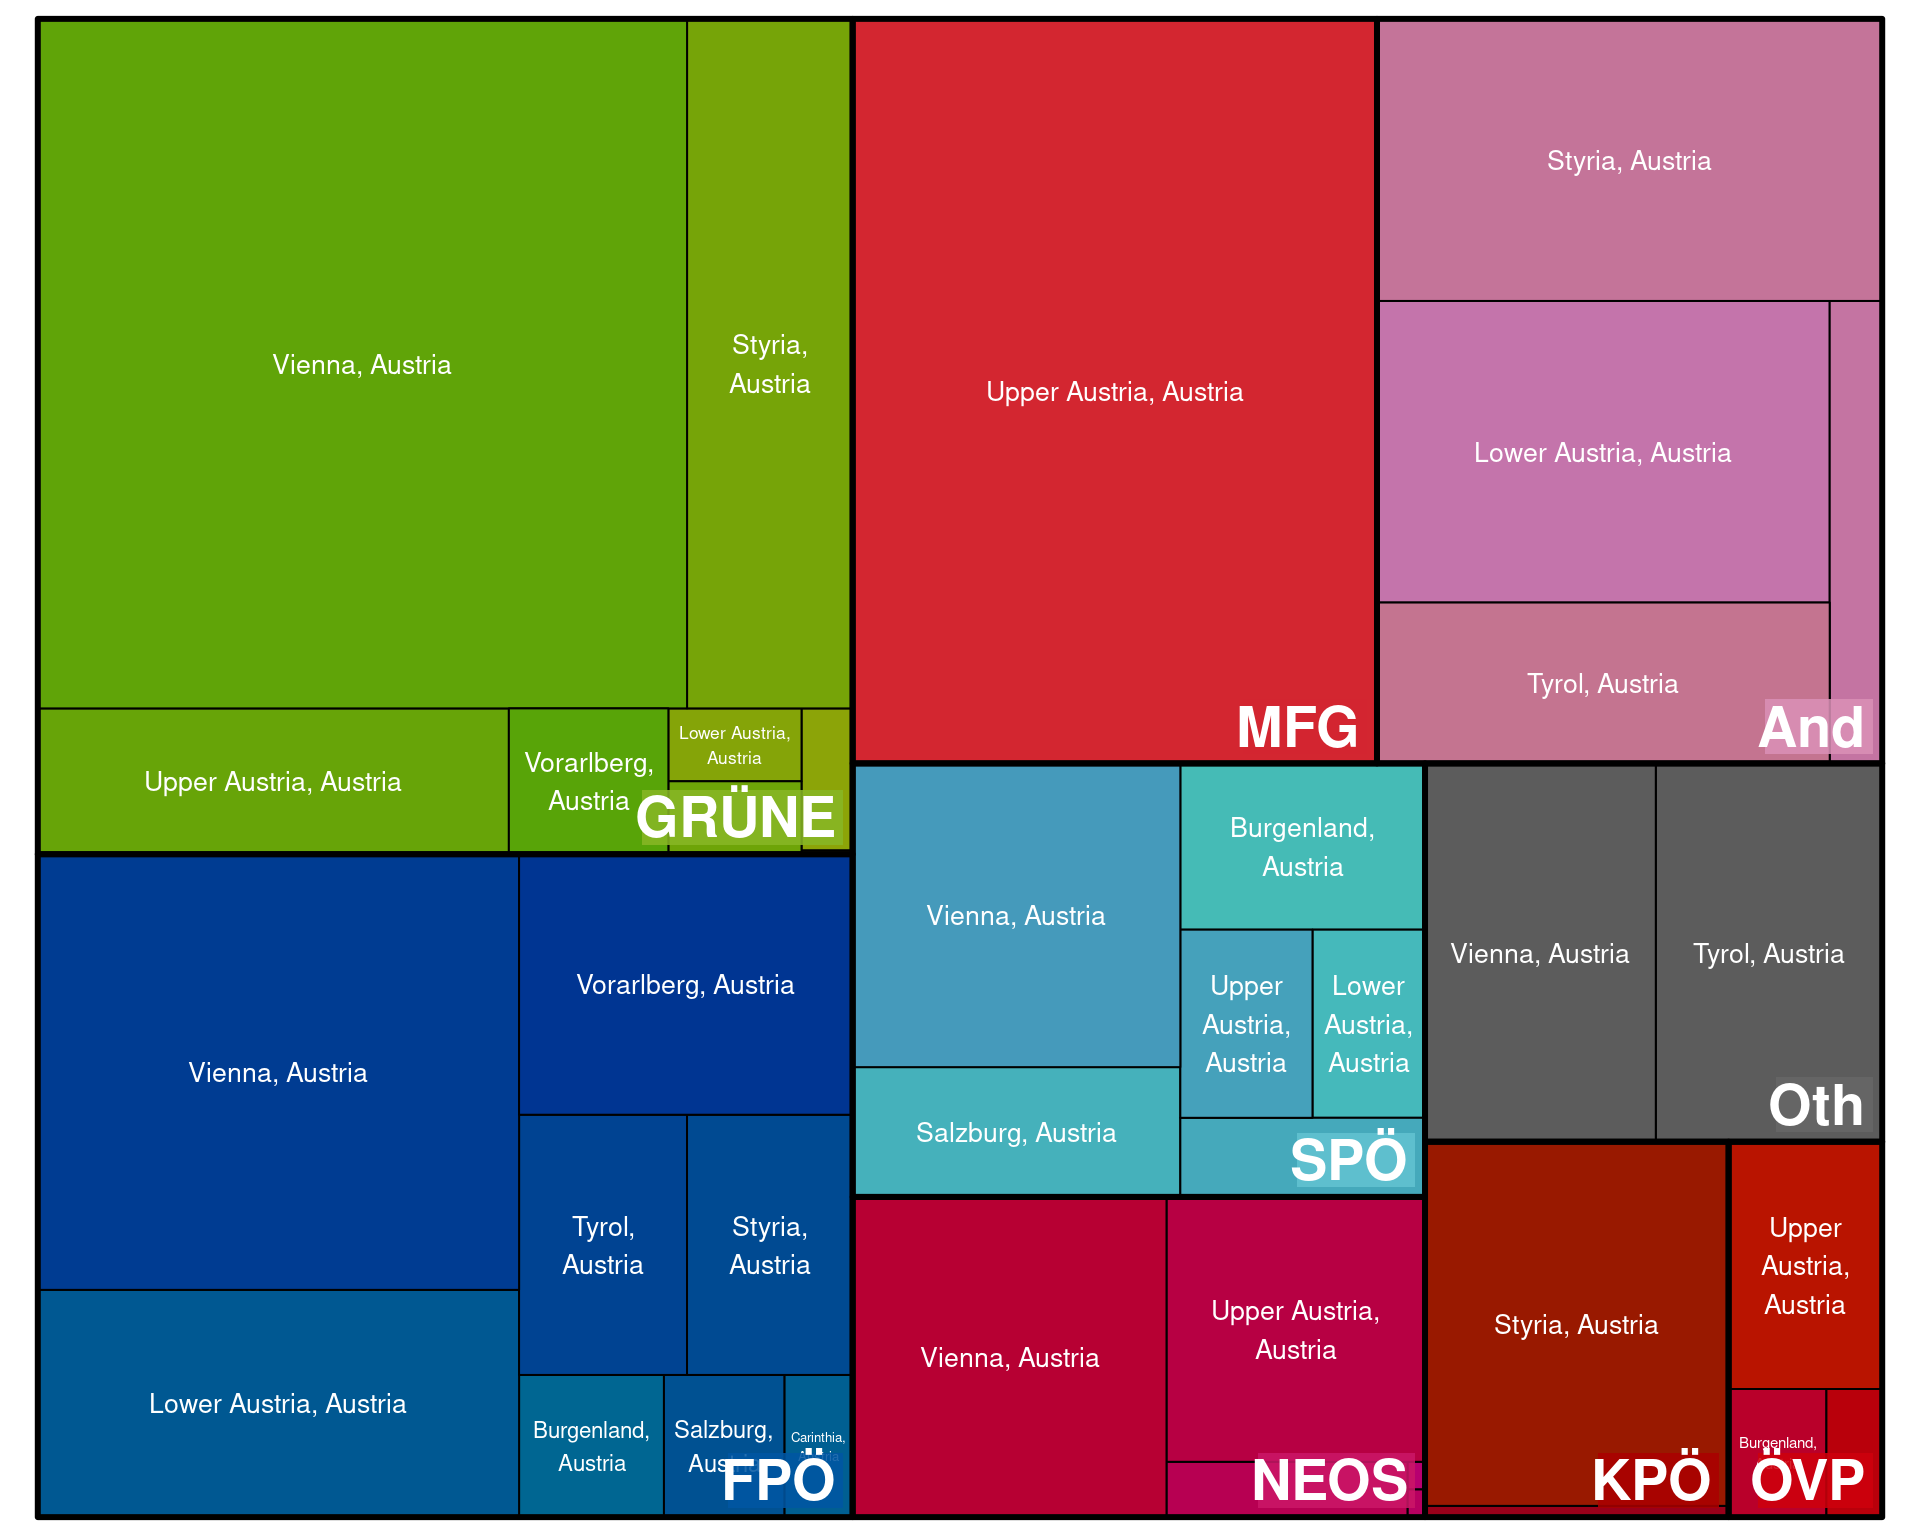 Vienna, Austria
Styria,
Austria
Upper Austria, Austria
Vorarlberg,
Austria
Lower Austria,
Austria
GRÜNE
Upper Austria, Austria
MFG
Styria, Austria
Lower Austria, Austria
Tyrol, Austria
And
Vienna, Austria
Vorarlberg, Austria
Tyrol,
Austria
Styria,
Austria
Lower Austria, Austria
Burgenland,
Austria
Salzburg,
Austria
Carinthia,
FPÖ
Vienna, Austria
Burgenland,
Austria
Upper
Austria,
Austria
Lower
Austria,
Austria
Salzburg, Austria
SPÖ
Vienna, Austria
Tyrol, Austria
Oth
Vienna, Austria
Upper Austria,
Austria
NEOS
Styria, Austria
KPÖ
Upper
Austria,
Austria
Burgenland,
ÖVP